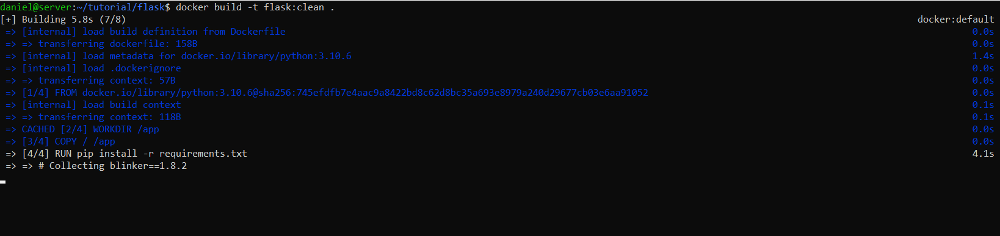 daniel@server:~/tutorial/flask$ docker build -t flask:clean .
[+] Building 5.8s (7/8) docker:default
=> [internal] load build definition from Dockerfile 0.0s
=> => transferring dockerfile: 158B 0.0s
=> [internal] load metadata for docker.io/library/python:3.10.6 1.4s
=> [internal] load .dockerignore 0.0s
=> => transferring context: 57B 0.0s
=> [1/4] FROM docker.io/library/python:3.10.6@sha256:745efdfb7e4aac9a8422bd8c62d8bc35a693e8979a240d29677cb03e6aa91052 0.0s
=> [internal] load build context 0.1s
=> => transferring context: 118B 0.1s
=> CACHED [2/4] WORKDIR /app 0.0s
=> [3/4] COPY / /app 0.0s
=> [4/4] RUN pip install -r requirements.txt 4.1s
=> => # Collecting blinker==1.8.2